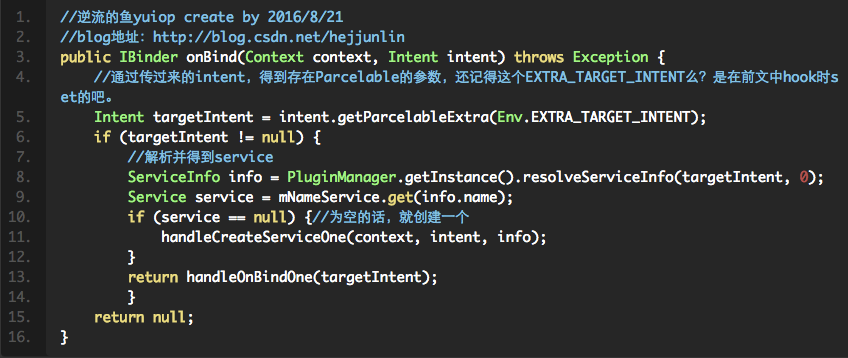 1. //逆流的鱼yuiop create by 2016/8/21
2. //blog地址：http://blog.csdn.net/hejjunlin
3. public IBinder onBind(Context context, Intent intent) throws Exception {
4. //通过传过来的intent，得到存在Parcelable的参数，还记得这个EXTRA_TARGET_INTENT么？是在前文中hook时s
et的吧。
5. Intent targetIntent = intent.getParcelableExtra(Env.EXTRA_TARGET_INTENT);
6. if (targetIntent != null) {
7. //解析并得到service
8. ServiceInfo info = PluginManager.getInstance().resolveServiceInfo(targetIntent, 0);
9. Service service = mNameService.get(info.name);
10. if (service == null) {//为空的话，就创建一个
11. handleCreateServiceOne(context, intent, info);
12. }
13. return handleOnBindOne(targetIntent);
14. }
15. return null;
16. }